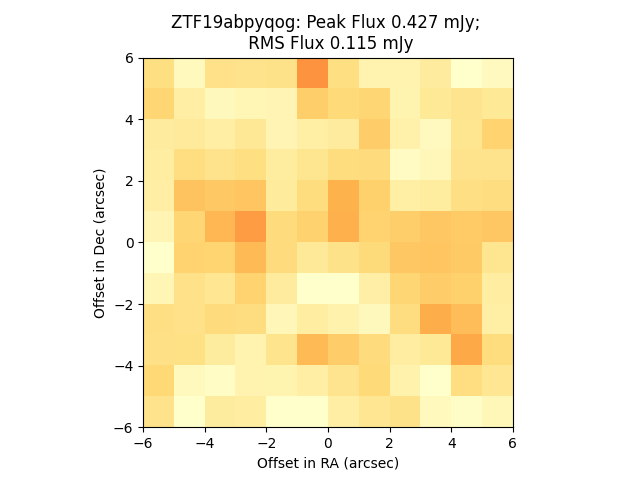 ZTF19abpyqog: Peak Flux 0.427 mJy;
RMS Flux 0.115 mJy
6
4
2
0
−2
−4
−6
Offset in Dec (arcsec)
−6 −4 −2 0 2 4 6
Offset in RA (arcsec)